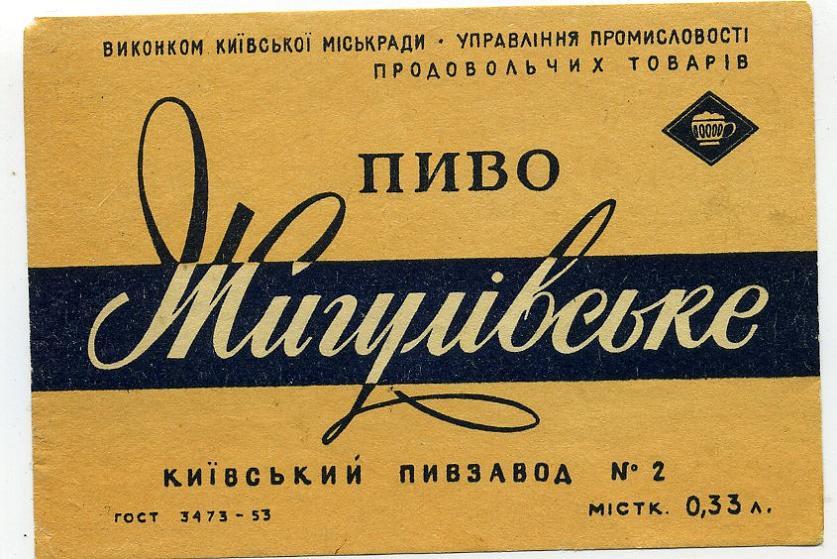 ВИКОНКОМ КИЇВСЬКОЇ МІСЬКРАДИ · УПРАВЛІННЯ ПРОМИСЛОВОСТІ
ПРОДОВОЛЬЧИХ ТОВАРІВ
ПИВО
Жигулівське
КИЇВСЬКИЙ ПИВЗАВОД № 2
ГОСТ 3473-53 МІСТК. 0,33 л.